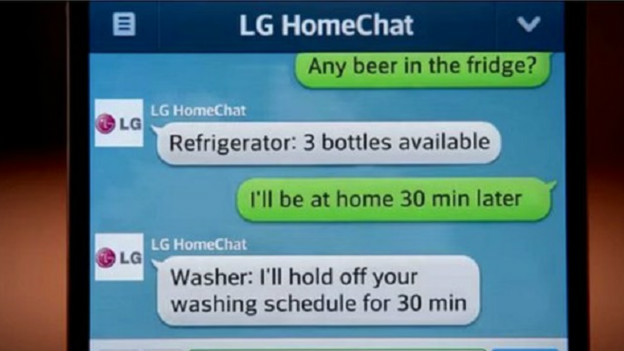 LG HomeChat
Any beer in the fridge?
LG HomeChat
LG
Refrigerator: 3 bottles available
I'll be at home 30 min later
LG HomeChat
LG
Washer: I'll hold off your
washing schedule for 30 min